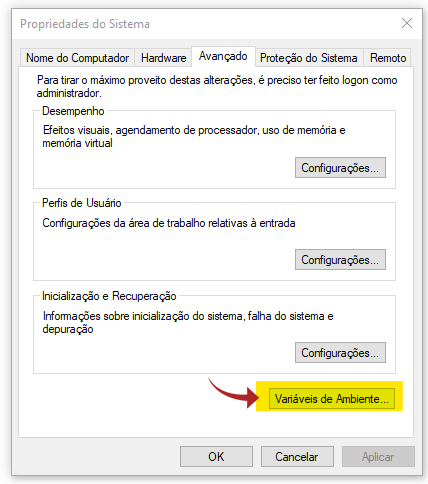 Propriedades do Sistema
Nome do Computador Hardware Avançado Proteção do Sistema Remoto
Para tirar o máximo proveito destas alterações, é preciso ter feito logon como
administrador.
Desempenho
Efeitos visuais, agendamento de processador, uso de memória e
memória virtual
Configurações...
Perfis de Usuário
Configurações da área de trabalho relativas à entrada
Configurações...
Inicialização e Recuperação
Informações sobre inicialização do sistema, falha do sistema e
depuração
Configurações...
Variáveis de Ambiente...
OK Cancelar Aplicar